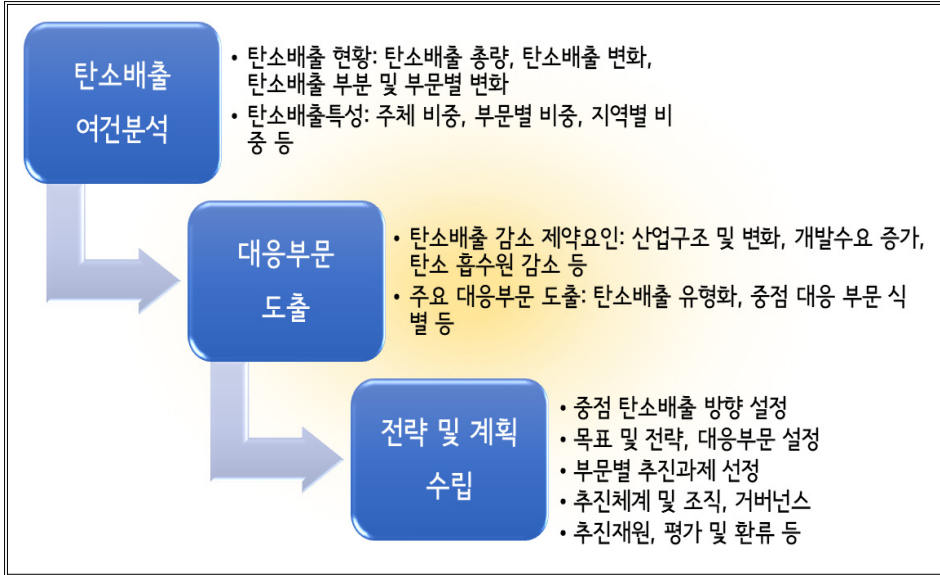 탄소배출
여건분석
• 탄소배출 현황: 탄소배출 총량, 탄소배출 변화,
탄소배출 부분 및 부문별 변화
• 탄소배출특성: 주체 비중, 부문별 비중, 지역별 비
중 등
대응부문
도출
• 탄소배출 감소 제약요인: 산업구조 및 변화, 개발수요 증가,
탄소 흡수원 감소 등
• 주요 대응부문 도출: 탄소배출 유형화, 중점 대응 부문 식
별 등
전략 및 계획
수립
• 중점 탄소배출 방향 설정
• 목표 및 전략, 대응부문 설정
• 부문별 추진과제 선정
• 추진체계 및 조직, 거버넌스
• 추진재원, 평가 및 환류 등